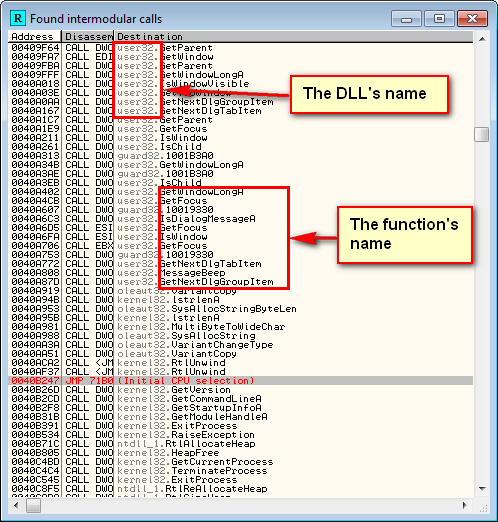 R Found intermodular calls
Address Disassem Destination
00409F64 CALL DWO user32.GetParent
00409FA7 CALL EDI user32.GetWindow
00409FBA CALL DWO user32.GetParent
00409FFF CALL DWO user32.GetWindowLongA
0040A018 CALL DWO user32.IsWindowVisible
0040A03E CALL DWO user32.
0040A0AA CALL DWO user32.GetNextDlgGroupItem
0040A167 CALL DWO user32.GetNextDlgTabItem
0040A1C7 CALL DWO user32.GetParent
0040A1E9 CALL DWO user32.GetFocus
0040A211 CALL DWO user32.IsWindow
0040A261 CALL DWO user32.IsChild
0040A313 CALL DWO guard32.1001B3A0
0040A34B CALL DWO user32.GetWindowLongA
0040A3AE CALL DWO guard32.1001B3A0
0040A3EB CALL DWO user32.IsChild
0040A402 CALL DWO user32.GetWindowLongA
0040A4CB CALL DWO user32.GetFocus
0040A607 CALL DWO guard32.10019330
0040A6C3 CALL DWO user32.IsDialogMessageA
0040A6D5 CALL ESI user32.GetFocus
0040A6FA CALL ESI user32.IsWindow
0040A706 CALL EBX user32.GetFocus
0040A753 CALL DWO guard32.10019330
0040A772 CALL DWO user32.GetNextDlgTabItem
0040A808 CALL DWO user32.MessageBeep
0040A87D CALL DWO user32.GetNextDlgGroupItem
0040A919 CALL DWO oleaut32.VariantCopy
0040A94B CALL DWO kernel32.lstrlenA
0040A953 CALL DWO oleaut32.SysAllocStringByteLen
0040A95B CALL DWO kernel32.lstrlenA
0040A981 CALL DWO kernel32.MultiByteToWideChar
0040A989 CALL DWO oleaut32.SysAllocString
0040AA33 CALL DWO oleaut32.VariantChangeType
0040AA51 CALL DWO oleaut32.VariantCopy
0040ACA2 CALL <JM kernel32.RtlUnwind
0040AF37 CALL <JM kernel32.RtlUnwind
0040B247 JMP 71B0 (Initial CPU selection)
0040B26D CALL DWO kernel32.GetVersion
0040B2CD CALL DWO kernel32.GetCommandLineA
0040B2F8 CALL DWO kernel32.GetStartupInfoA
0040B31B CALL DWO kernel32.GetModuleHandleA
0040B391 CALL DWO kernel32.ExitProcess
0040B534 CALL DWO kernel32.RaiseException
0040B71C CALL DWO ntdll_1.RtlAllocateHeap
0040B805 CALL DWO kernel32.HeapFree
0040C4BD CALL DWO kernel32.GetCurrentProcess
0040C4C4 CALL DWO kernel32.TerminateProcess
0040C545 CALL DWO kernel32.ExitProcess
0040C8F5 CALL DWO ntdll_1.RtlReAllocateHeap
The DLL's name
The function's
name